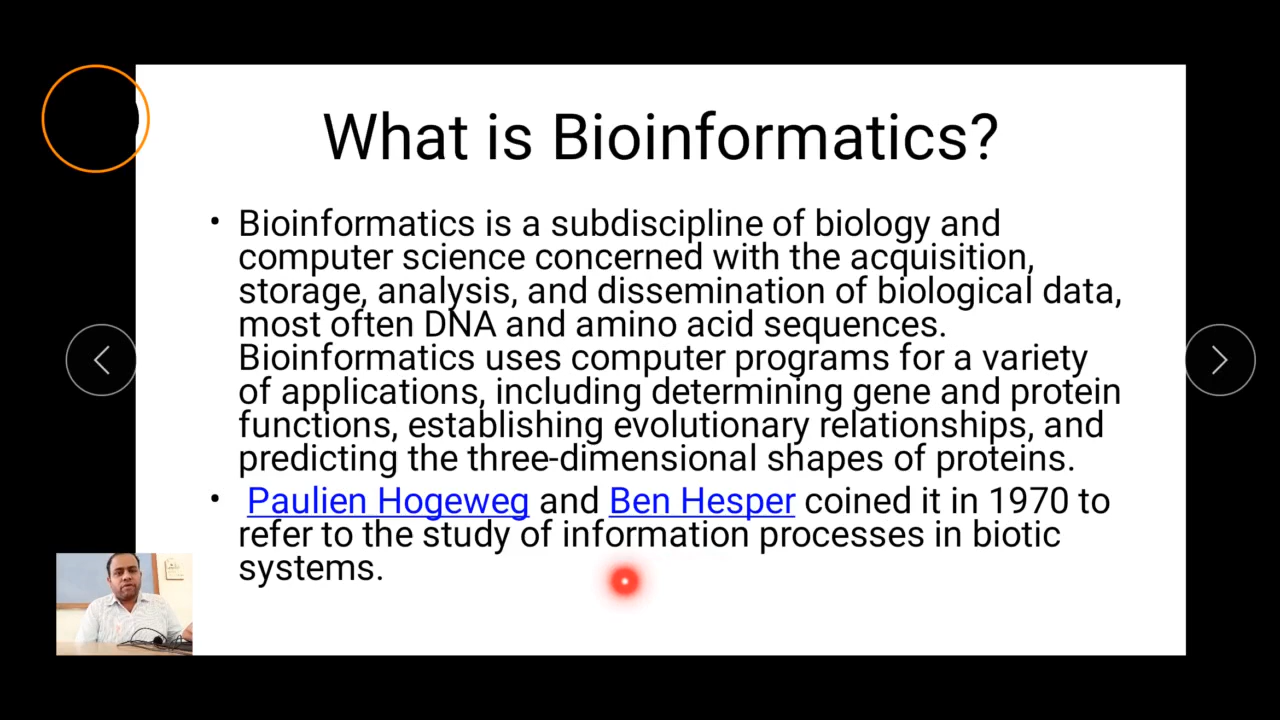 What is Bioinformatics?
• Bioinformatics is a subdiscipline of biology and
computer science concerned with the acquisition,
storage, analysis, and dissemination of biological data,
most often DNA and amino acid sequences.
Bioinformatics uses computer programs for a variety
of applications, including determining gene and protein
functions, establishing evolutionary relationships, and
predicting the three-dimensional shapes of proteins.
• Paulien Hogeweg and Ben Hesper coined it in 1970 to
refer to the study of information processes in biotic
systems.